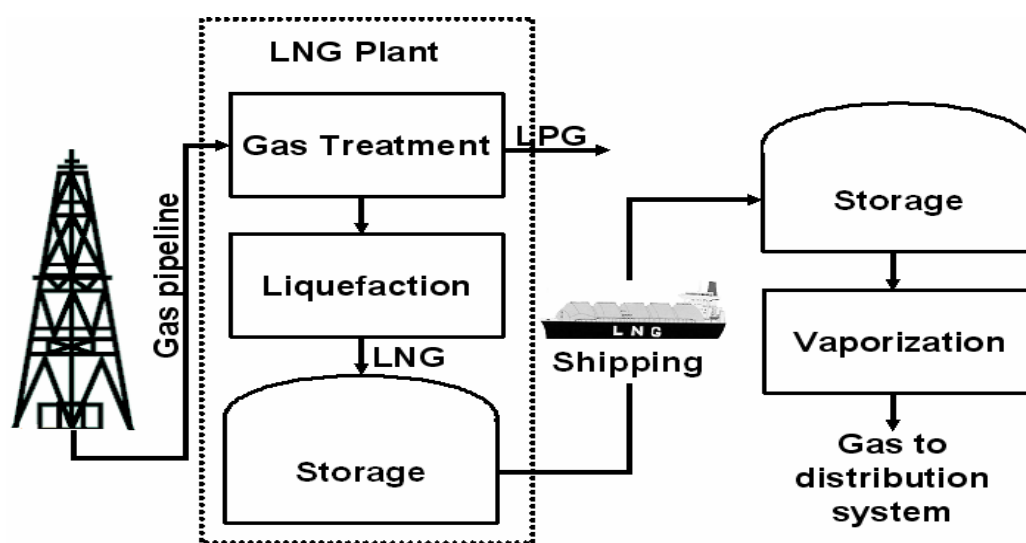 LNG Plant
Gas pipeline
Gas Treatment
LPG
Liquefaction
LNG
Storage
LNG
Shipping
Storage
Vaporization
Gas to
distribution
system